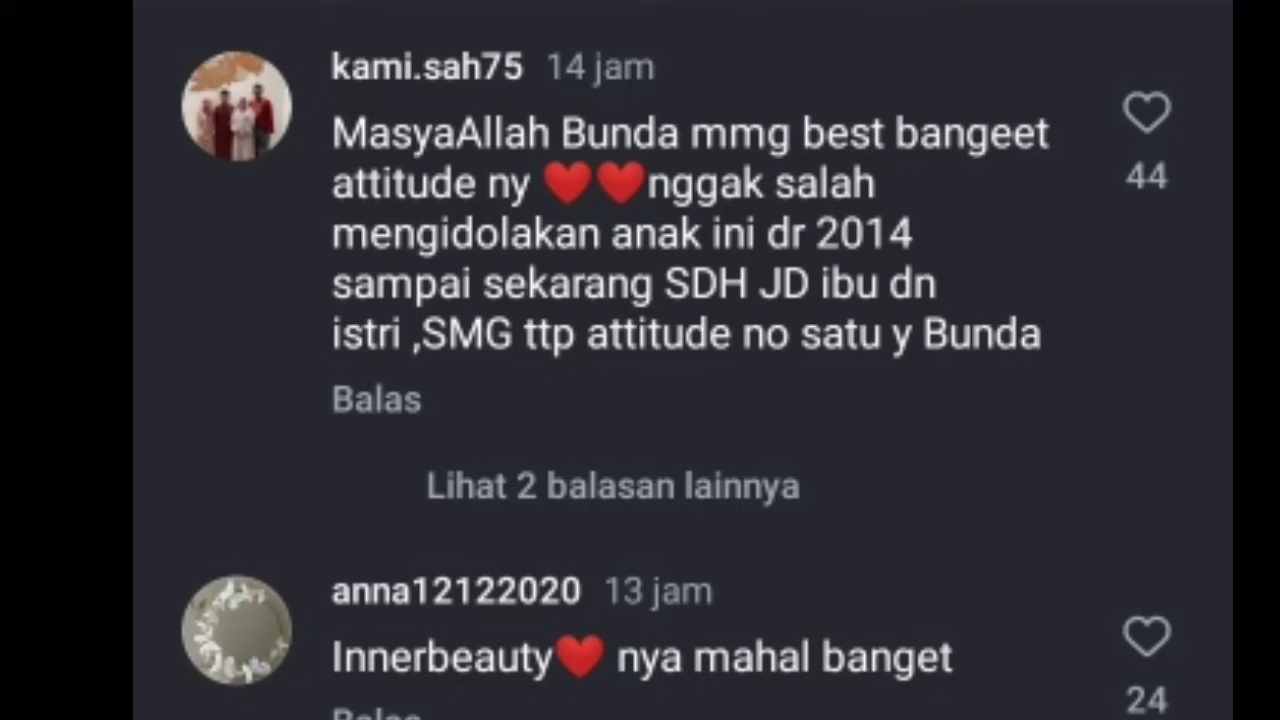 kami.sah75 14 jam
MasyaAllah Bunda mmg best bangeet
attitude ny ❤️❤️nggak salah
mengidolakan anak ini dr 2014
sampai sekarang SDH JD ibu dn
istri ,SMG ttp attitude no satu y Bunda
44
Balas
Lihat 2 balasan lainnya
anna12122020 13 jam
Innerbeauty❤️ nya mahal banget
24
Balas